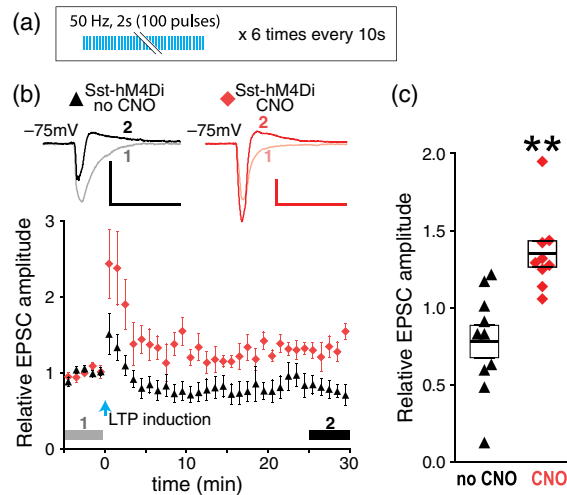 (a)
50 Hz, 2s (100 pulses)
x 6 times every 10s
(b)
Sst-hM4Di
no CNO
Sst-hM4Di
CNO
−75mV
2
1
−75mV
2
1
Relative EPSC amplitude
3
2
1
0
1
LTP induction
2
0
10
20
30
time (min)
(c)
**
Relative EPSC amplitude
2.0
1.5
1.0
0.5
0.0
no CNO
CNO